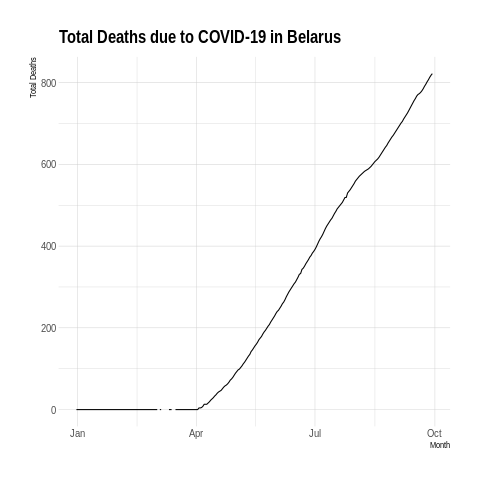 Total Deaths due to COVID-19 in Belarus
Total Deaths
800
600
400
200
0
Jan Apr Jul Oct
Month